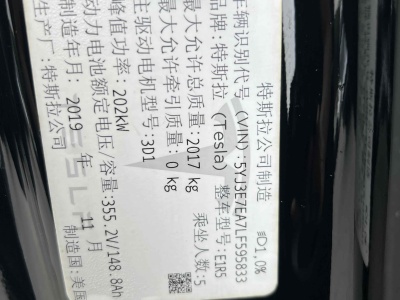 特斯拉公司制造
车辆识别代号 (VIN):5YJ3E7EA7LF595833
品牌:特斯拉 (Tesla) 整车型号:E1R5
最大允许总质量:2017 kg 乘坐人数:5
最大允许牵引质量: 0 kg
主驱动电机型号:3D1
峰值功率:202kW
动力电池额定电压/容量:355.2V/148.8Ah
制造年月:2019 年 11 月
生产厂:特斯拉公司 制造国:美国